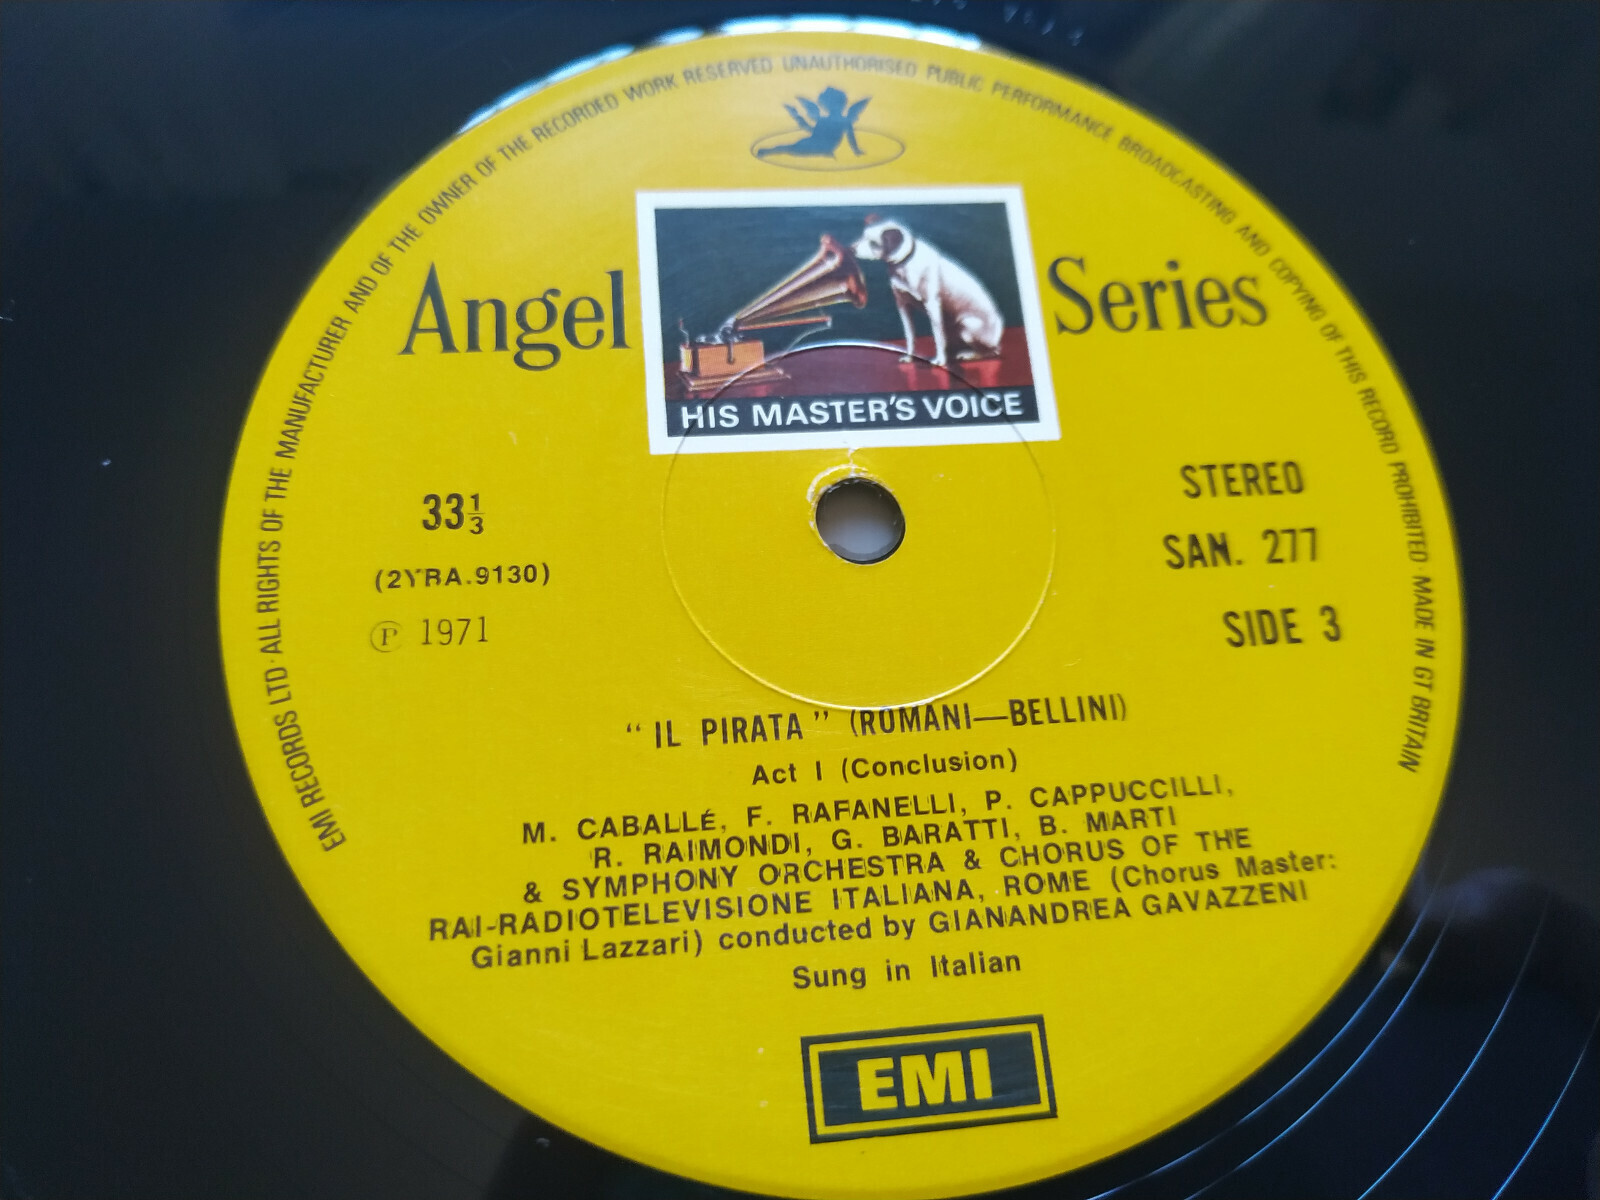 EMI RECORDS LTD · ALL RIGHTS OF THE MANUFACTURER AND OF THE OWNER OF THE RECORDED WORK RESERVED UNAUTHORISED PUBLIC PERFORMANCE BROADCASTING AND COPYING OF THIS RECORD PROHIBITED · MADE IN GT BRITAIN
Angel Series
HIS MASTER'S VOICE
33⅓
(2YRA.9130)
℗ 1971
STEREO
SAN. 277
SIDE 3
“IL PIRATA” (ROMANI—BELLINI)
Act I (Conclusion)
M. CABALLÉ, F. RAFANELLI, P. CAPPUCCILLI,
R. RAIMONDI, G. BARATTI, B. MARTI
& SYMPHONY ORCHESTRA & CHORUS OF THE
RAI-RADIOTELEVISIONE ITALIANA, ROME (Chorus Master:
Gianni Lazzari) conducted by GIANANDREA GAVAZZENI
Sung in Italian
EMI